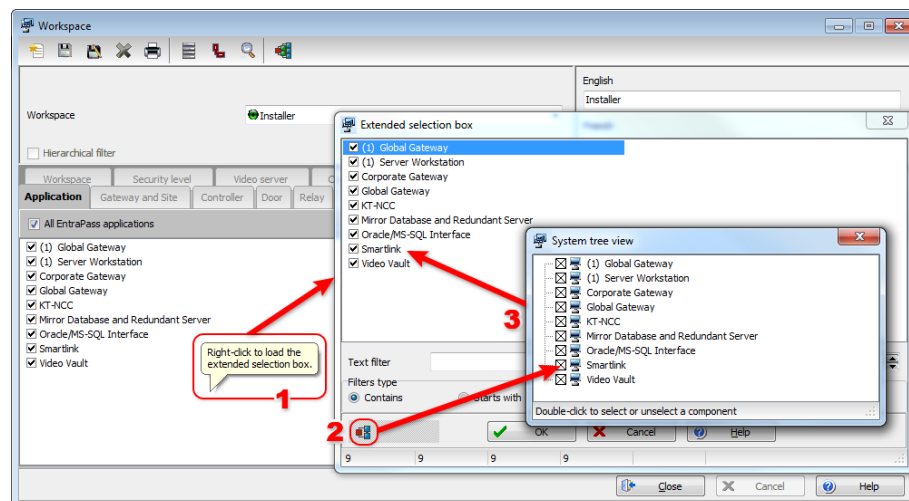 Workspace
English
Installer
Workspace
Installer
Hierarchical filter
Workspace
Security level
Video server
Application
Gateway and Site
Controller
Door
Relay
All EntraPass applications
(1) Global Gateway
(1) Server Workstation
Corporate Gateway
Global Gateway
KT-NCC
Mirror Database and Redundant Server
Oracle/MS-SQL Interface
Smartlink
Video Vault
Right-click to load the
extended selection box.
1
Extended selection box
(1) Global Gateway
(1) Server Workstation
Corporate Gateway
Global Gateway
KT-NCC
Mirror Database and Redundant Server
Oracle/MS-SQL Interface
Smartlink
Video Vault
3
Text filter
Filters type
Contains
Starts with
2
OK
Cancel
Help
9
9
9
9
System tree view
(1) Global Gateway
(1) Server Workstation
Corporate Gateway
Global Gateway
KT-NCC
Mirror Database and Redundant Server
Oracle/MS-SQL Interface
Smartlink
Video Vault
Double-click to select or unselect a component
Close
Cancel
Help